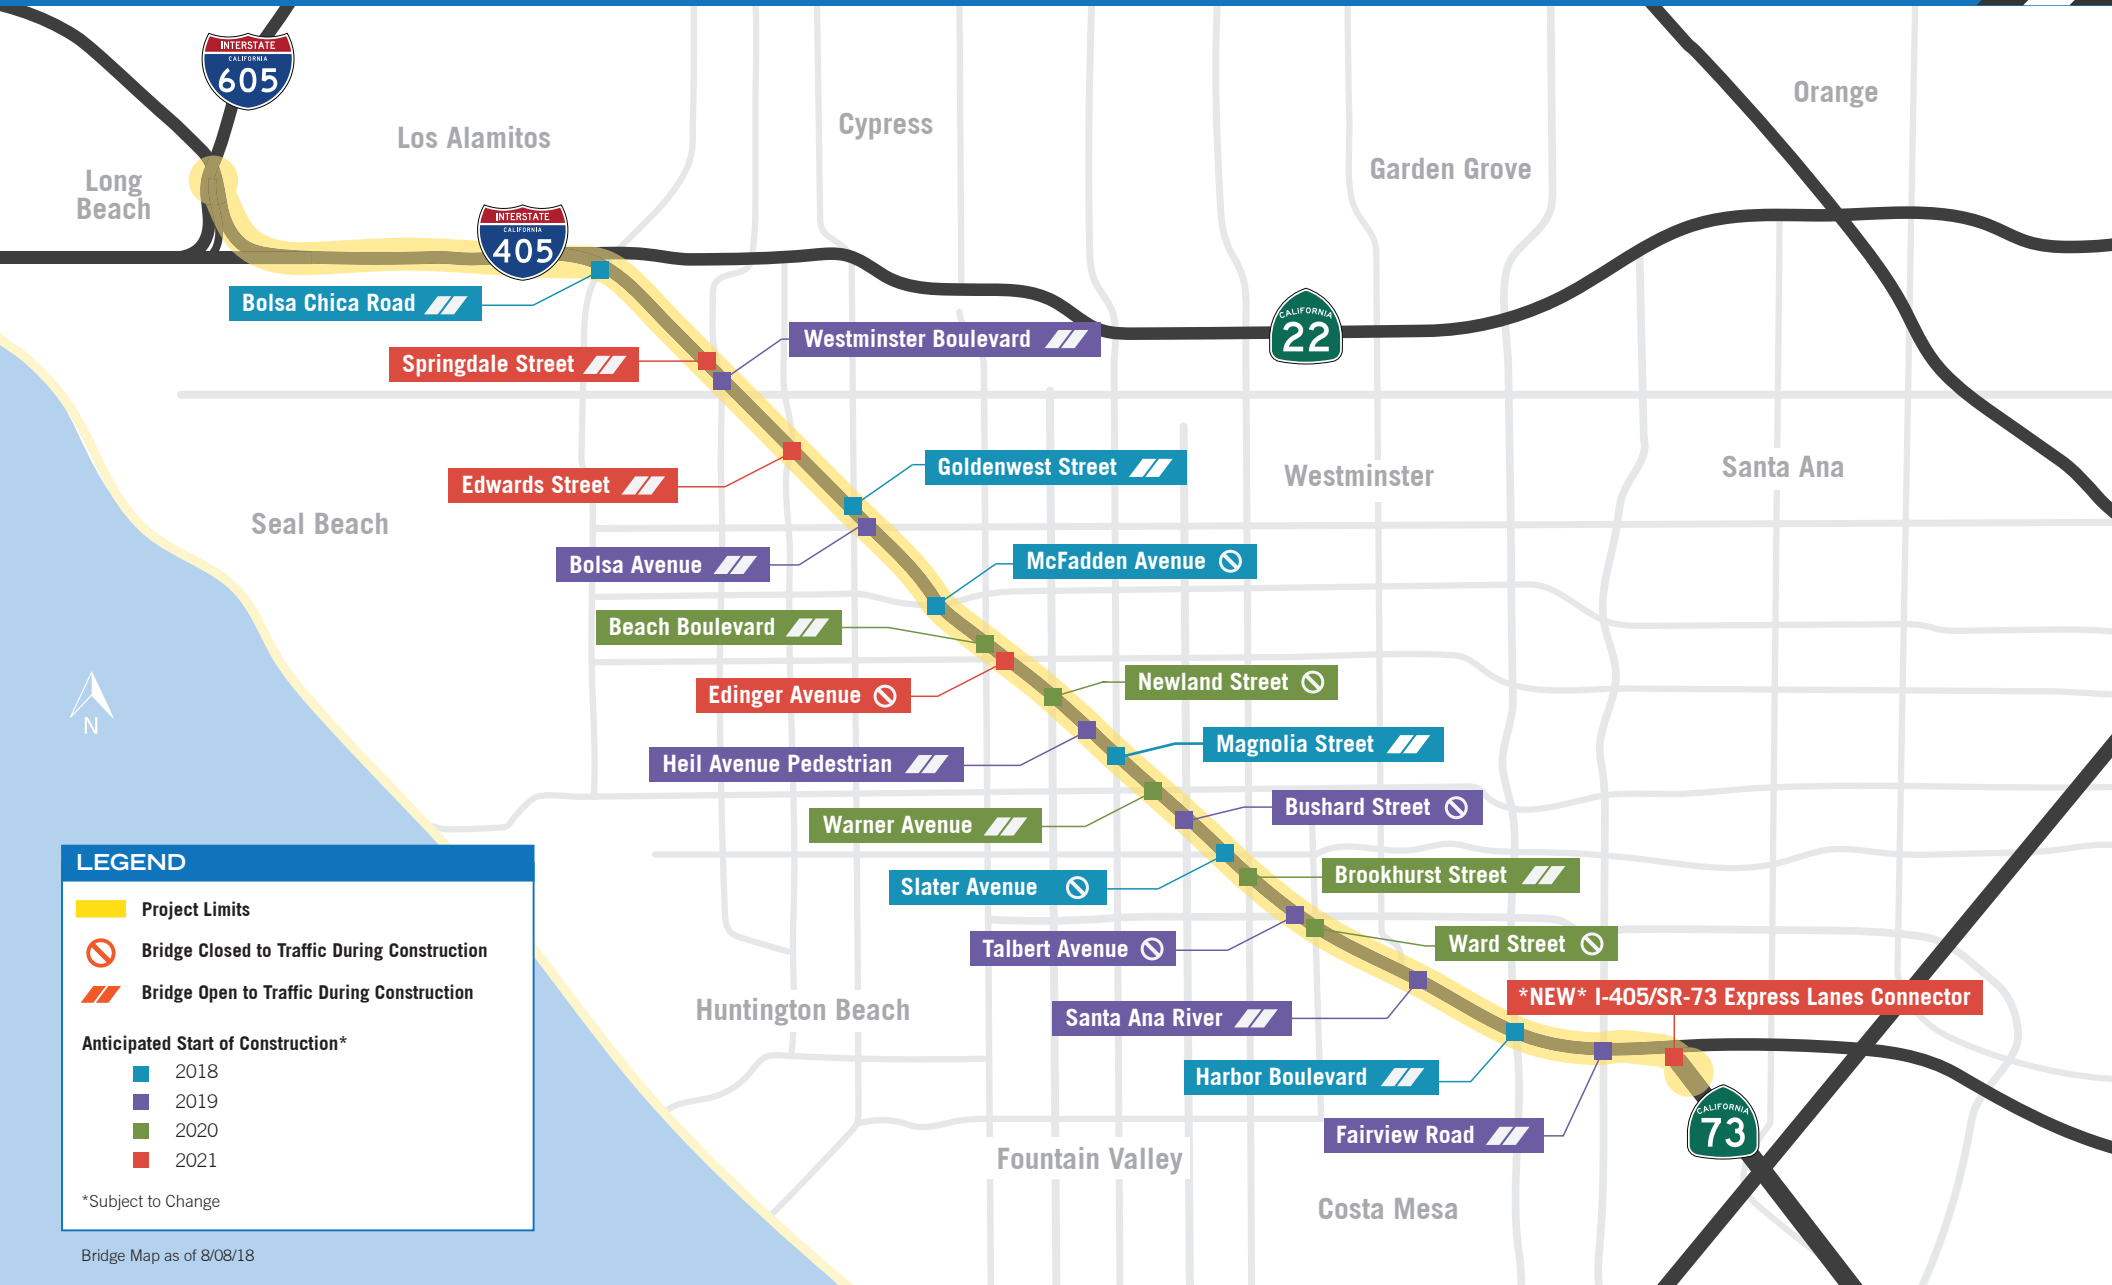 INTERSTATE
CALIFORNIA
605
Los Alamitos
Cypress
Orange
Garden Grove
Long
Beach
INTERSTATE
CALIFORNIA
405
Bolsa Chica Road
Westminster Boulevard
CALIFORNIA
22
Springdale Street
Goldenwest Street
Westminster
Santa Ana
Edwards Street
Seal Beach
Bolsa Avenue
McFadden Avenue
Beach Boulevard
Newland Street
Edinger Avenue
N
Magnolia Street
Heil Avenue Pedestrian
Bushard Street
Warner Avenue
Brookhurst Street
Slater Avenue
Ward Street
Talbert Avenue
*NEW* I-405/SR-73 Express Lanes Connector
Huntington Beach
Santa Ana River
Harbor Boulevard
CALIFORNIA
73
Fairview Road
Fountain Valley
Costa Mesa
LEGEND
Project Limits
Bridge Closed to Traffic During Construction
Bridge Open to Traffic During Construction
Anticipated Start of Construction*
2018
2019
2020
2021
*Subject to Change
Bridge Map as of 8/08/18